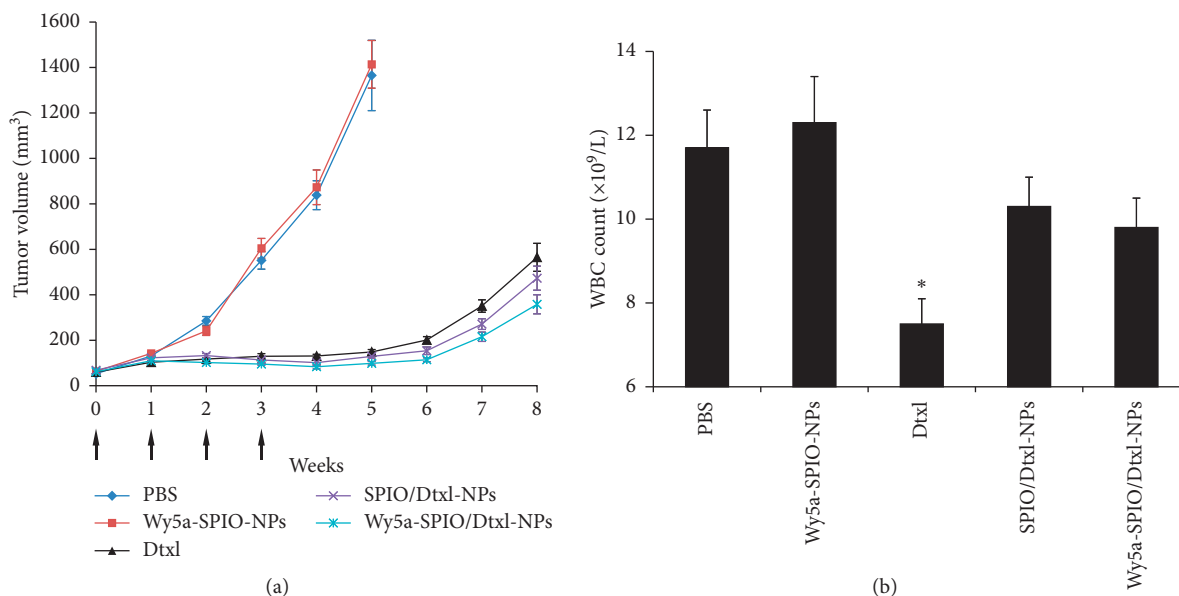 Tumor volume (mm³)
1600
1400
1200
1000
800
600
400
200
0
0 1 2 3 4 5 6 7 8
Weeks
PBS
Wy5a-SPIO-NPs
Dtxl
SPIO/Dtxl-NPs
Wy5a-SPIO/Dtxl-NPs
(a)
WBC count (×10⁹/L)
14
12
10
8
6
*
PBS
Wy5a-SPIO-NPs
Dtxl
SPIO/Dtxl-NPs
Wy5a-SPIO/Dtxl-NPs
(b)